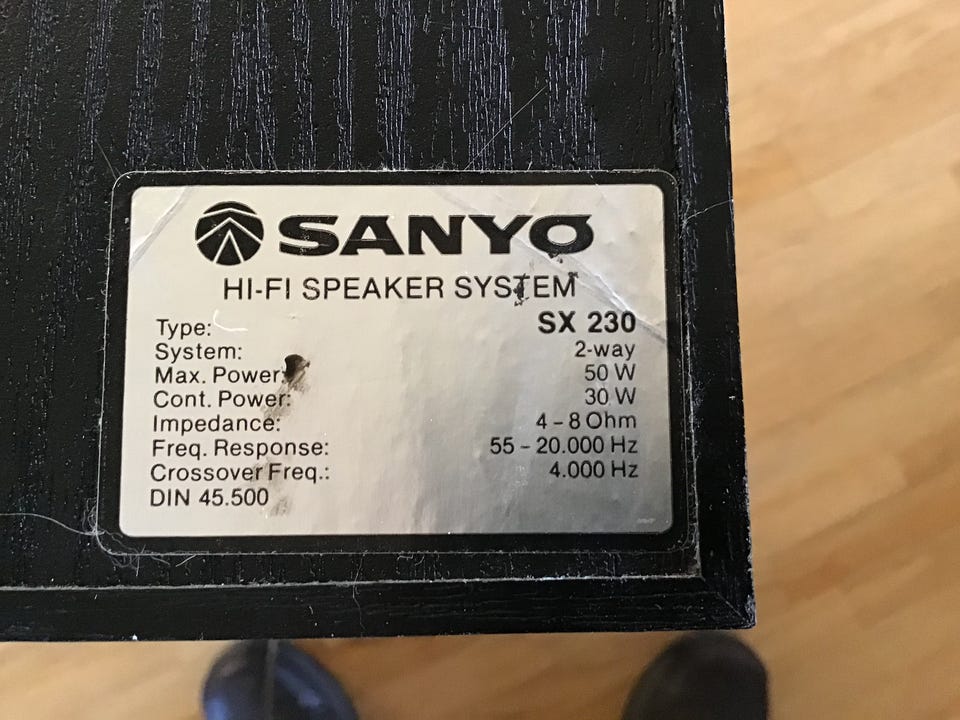 SANYO
HI-FI SPEAKER SYSTEM
Type: SX 230
System: 2-way
Max. Power: 50 W
Cont. Power: 30 W
Impedance: 4 – 8 Ohm
Freq. Response: 55 – 20.000 Hz
Crossover Freq.: 4.000 Hz
DIN 45.500